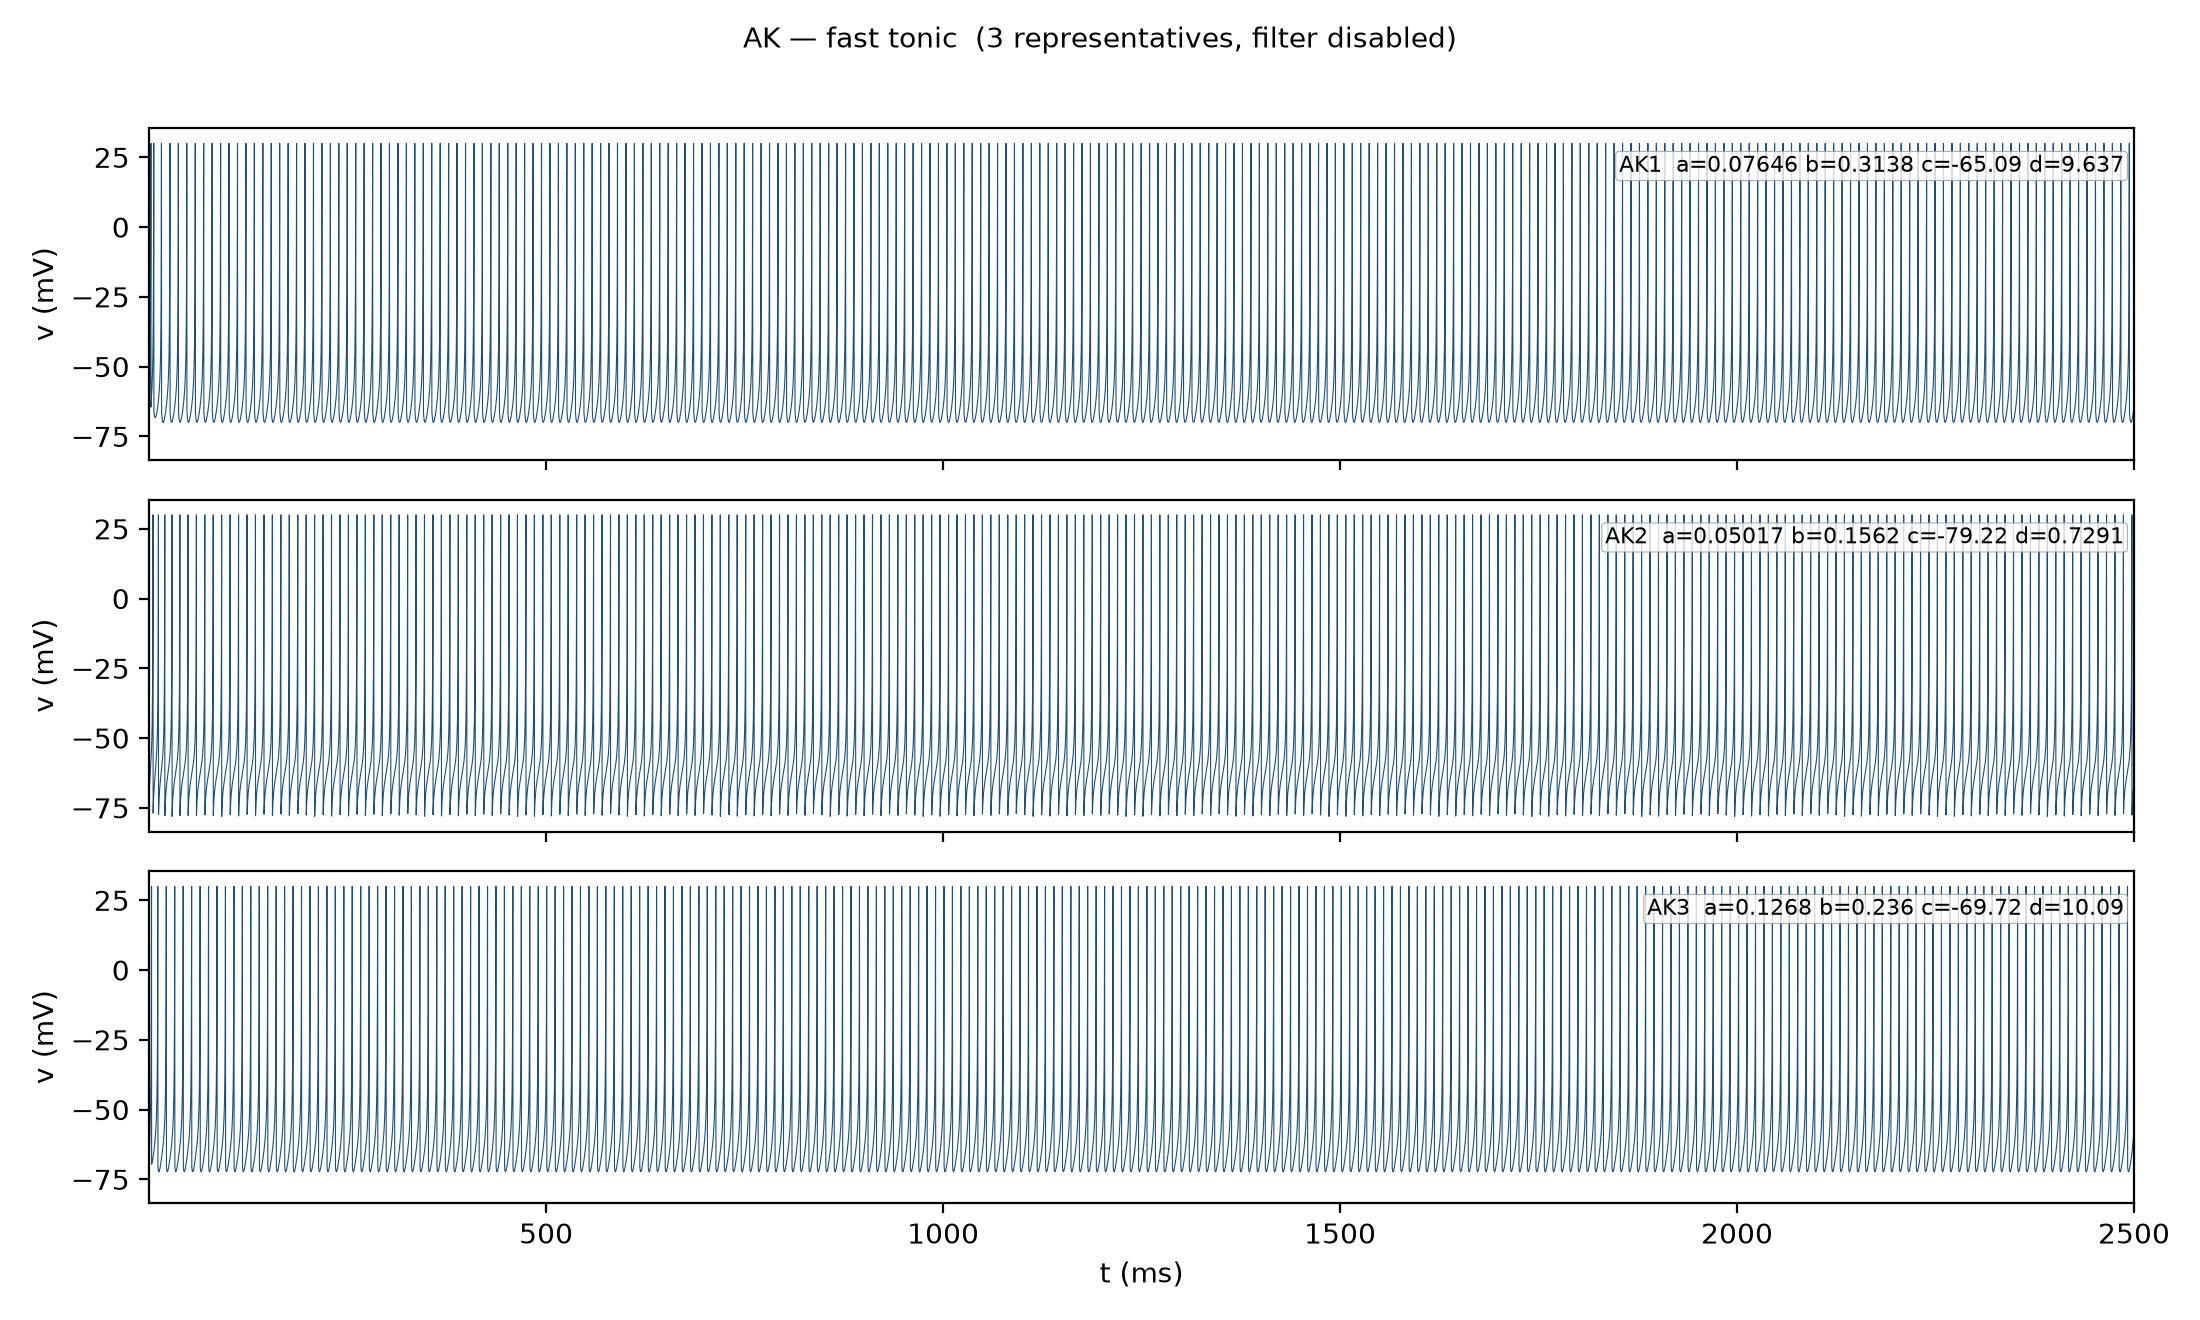 AK — fast tonic  (3 representatives, filter disabled)
25
0
−25
−50
−75
v (mV)
AK1  a=0.07646 b=0.3138 c=-65.09 d=9.637
25
0
−25
−50
−75
v (mV)
AK2  a=0.05017 b=0.1562 c=-79.22 d=0.7291
25
0
−25
−50
−75
v (mV)
AK3  a=0.1268 b=0.236 c=-69.72 d=10.09
500 1000 1500 2000 2500
t (ms)